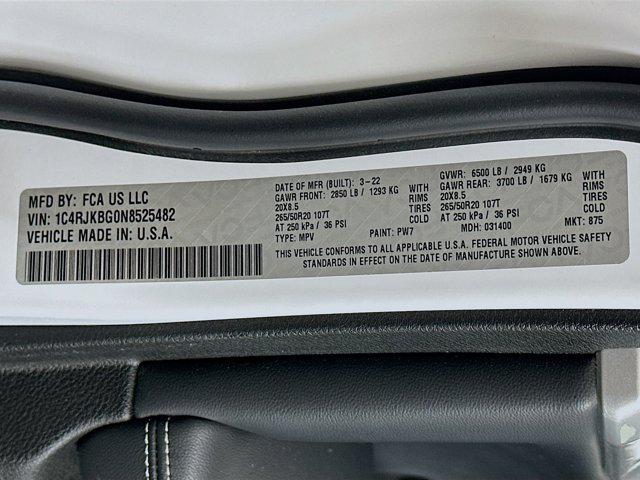 MFD BY: FCA US LLC
VIN: 1C4RJKBG0N8525482
VEHICLE MADE IN: U.S.A.
DATE OF MFR (BUILT): 3-22 GVWR: 6500 LB / 2949 KG
GAWR FRONT: 2850 LB / 1293 KG WITH GAWR REAR: 3700 LB / 1679 KG WITH
20X8.5 RIMS 20X8.5 RIMS
265/50R20 107T TIRES 265/50R20 107T TIRES
AT 250 kPa / 36 PSI COLD AT 250 kPa / 36 PSI COLD
TYPE: MPV PAINT: PW7 MDH: 031400 MKT: 875
THIS VEHICLE CONFORMS TO ALL APPLICABLE U.S.A. FEDERAL MOTOR VEHICLE SAFETY
STANDARDS IN EFFECT ON THE DATE OF MANUFACTURE SHOWN ABOVE.